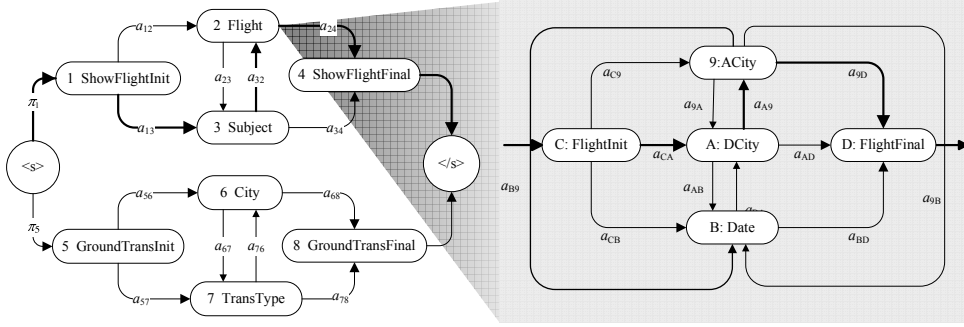 2 Flight
a12
a24
1 ShowFlightInit
a23
a32
4 ShowFlightFinal
π1
a13
3 Subject
a34
<s>
</s>
π5
a56
6 City
a68
5 GroundTransInit
a67
a76
8 GroundTransFinal
a57
7 TransType
a78
9:ACity
aC9
a9D
a9A
aA9
C: FlightInit
aCA
A: DCity
aAD
D: FlightFinal
aB9
aAB
a9B
aCB
B: Date
aBD